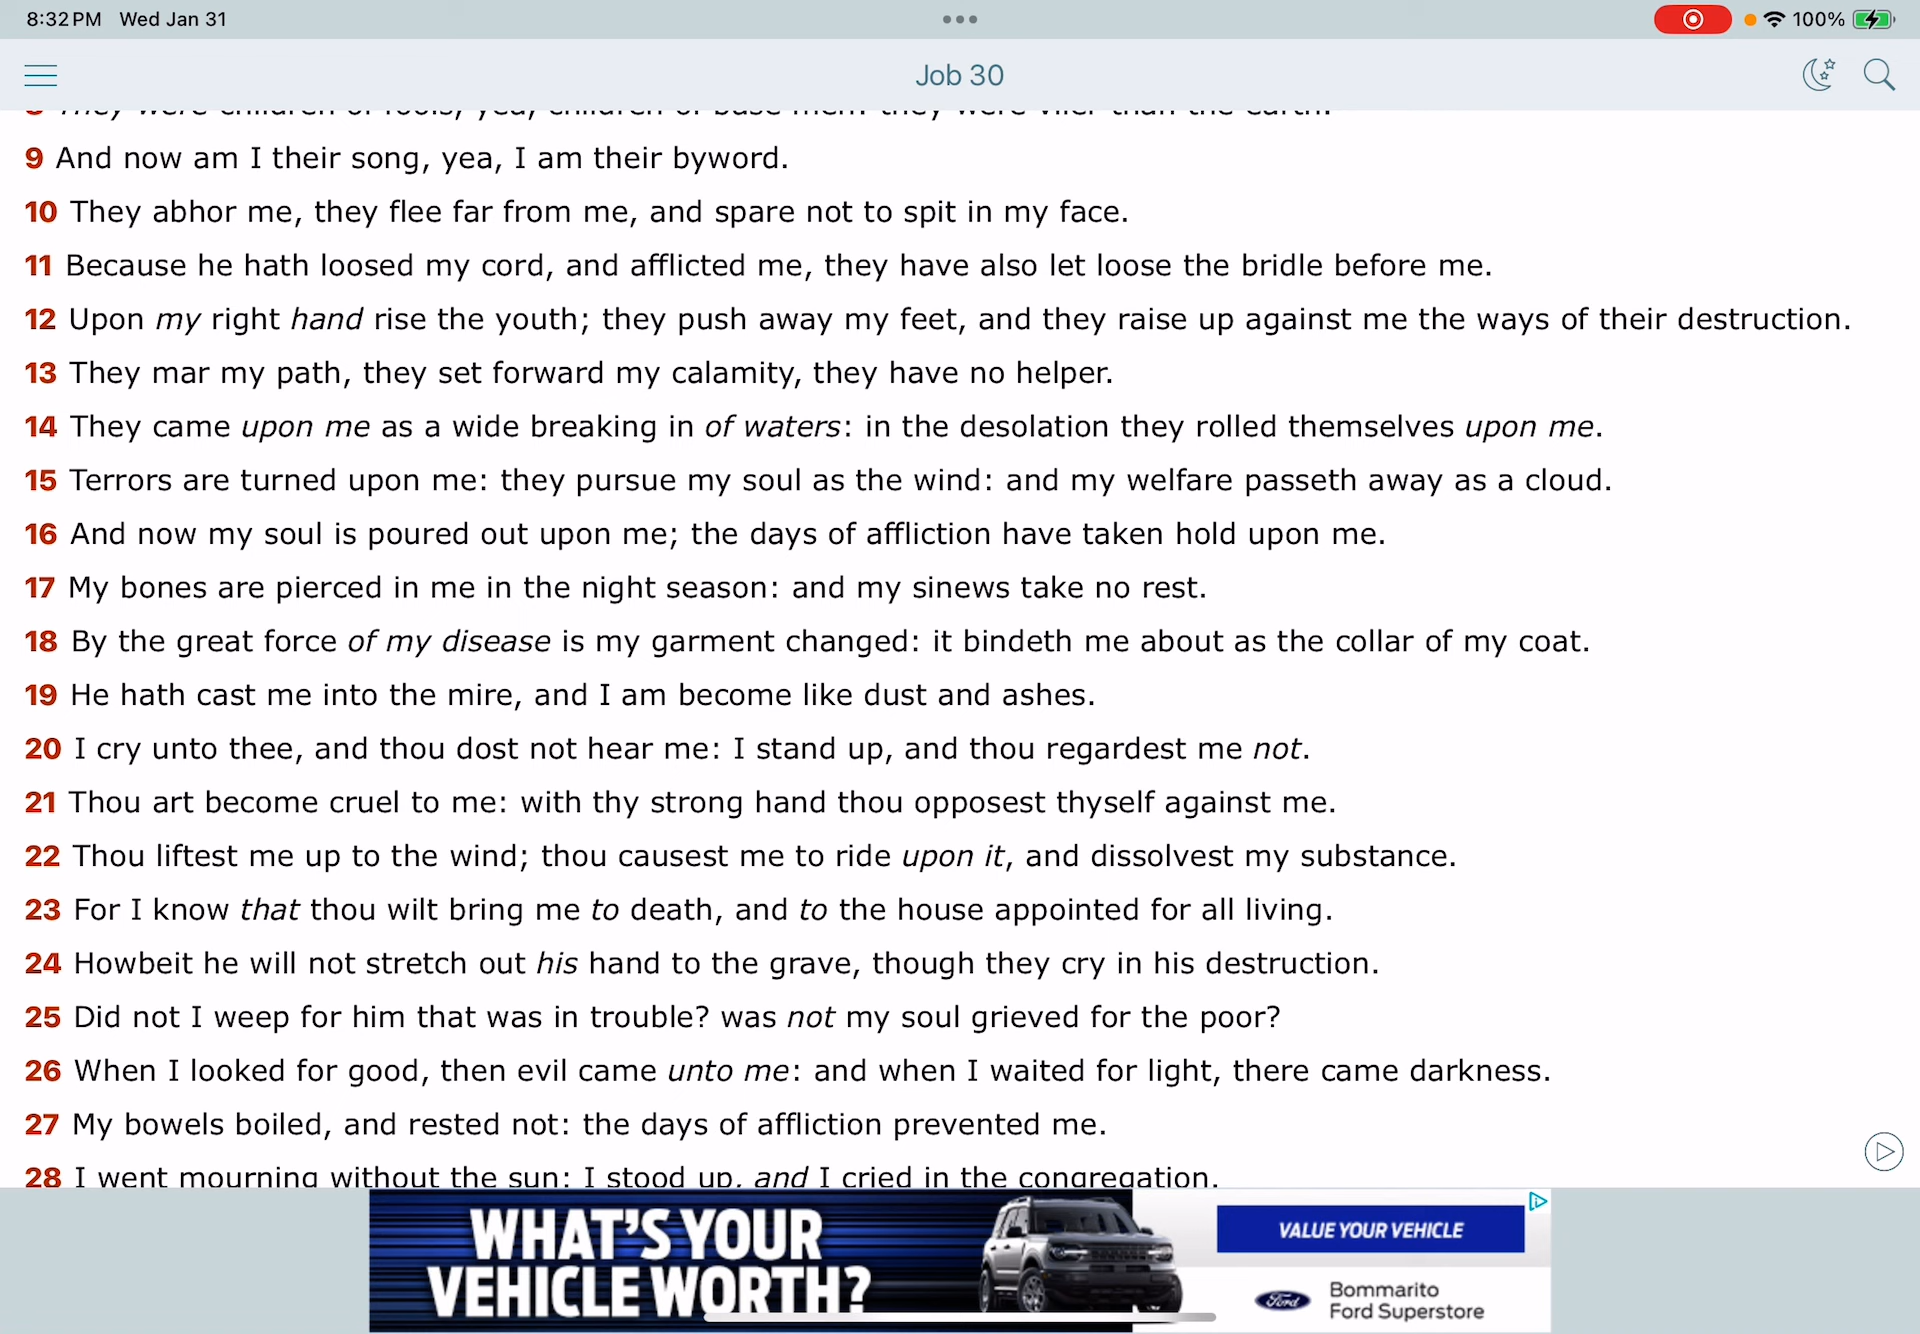 8:32 PM Wed Jan 31
100%
Job 30
8 They were children of fools, yea, children of base men: they were viler than the earth.
9 And now am I their song, yea, I am their byword.
10 They abhor me, they flee far from me, and spare not to spit in my face.
11 Because he hath loosed my cord, and afflicted me, they have also let loose the bridle before me.
12 Upon my right hand rise the youth; they push away my feet, and they raise up against me the ways of their destruction.
13 They mar my path, they set forward my calamity, they have no helper.
14 They came upon me as a wide breaking in of waters: in the desolation they rolled themselves upon me.
15 Terrors are turned upon me: they pursue my soul as the wind: and my welfare passeth away as a cloud.
16 And now my soul is poured out upon me; the days of affliction have taken hold upon me.
17 My bones are pierced in me in the night season: and my sinews take no rest.
18 By the great force of my disease is my garment changed: it bindeth me about as the collar of my coat.
19 He hath cast me into the mire, and I am become like dust and ashes.
20 I cry unto thee, and thou dost not hear me: I stand up, and thou regardest me not.
21 Thou art become cruel to me: with thy strong hand thou opposest thyself against me.
22 Thou liftest me up to the wind; thou causest me to ride upon it, and dissolvest my substance.
23 For I know that thou wilt bring me to death, and to the house appointed for all living.
24 Howbeit he will not stretch out his hand to the grave, though they cry in his destruction.
25 Did not I weep for him that was in trouble? was not my soul grieved for the poor?
26 When I looked for good, then evil came unto me: and when I waited for light, there came darkness.
27 My bowels boiled, and rested not: the days of affliction prevented me.
28 I went mourning without the sun: I stood up, and I cried in the congregation.
WHAT'S YOUR
VEHICLE WORTH?
VALUE YOUR VEHICLE
Ford
Bommarito
Ford Superstore